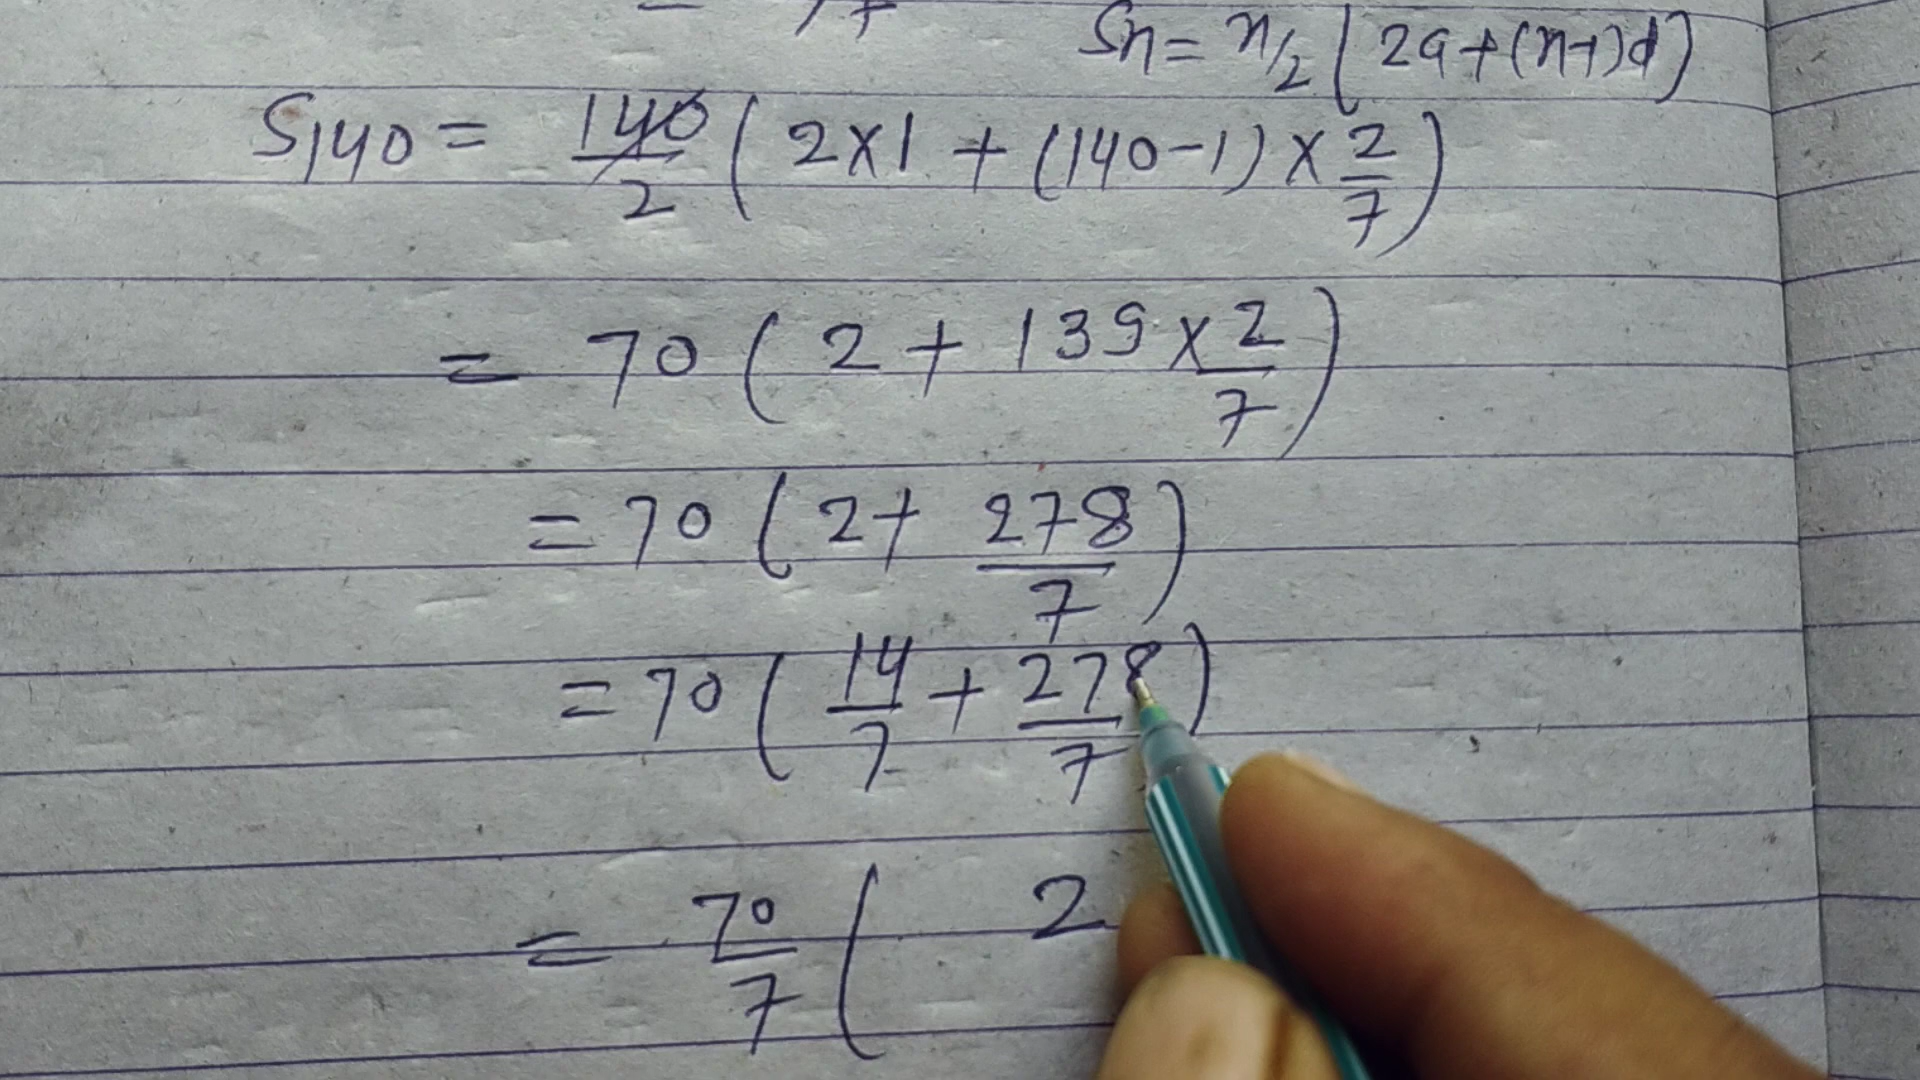 Sn = n/2 (2a+(n-1)d)
S140 = 140/2 ( 2×1 + (140-1) × 2/7 )
= 70 ( 2 + 139 × 2/7 )
= 70 ( 2 + 278/7 )
= 70 ( 14/7 + 278/7 )
= 70/7 ( 2